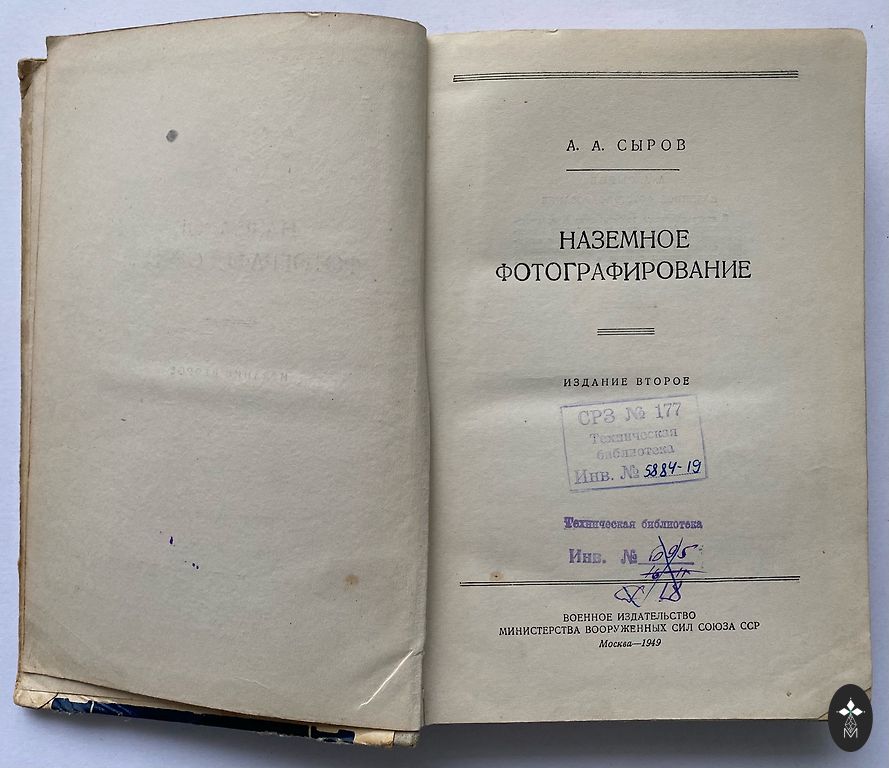 А. А. СЫРОВ
НАЗЕМНОЕ
ФОТОГРАФИРОВАНИЕ
ИЗДАНИЕ ВТОРОЕ
СРЗ № 177
Техническая
библиотека
Инв. № 5884-19
Техническая библиотека
Инв. № 695
ВОЕННОЕ ИЗДАТЕЛЬСТВО
МИНИСТЕРСТВА ВООРУЖЕННЫХ СИЛ СОЮЗА ССР
Москва—1949